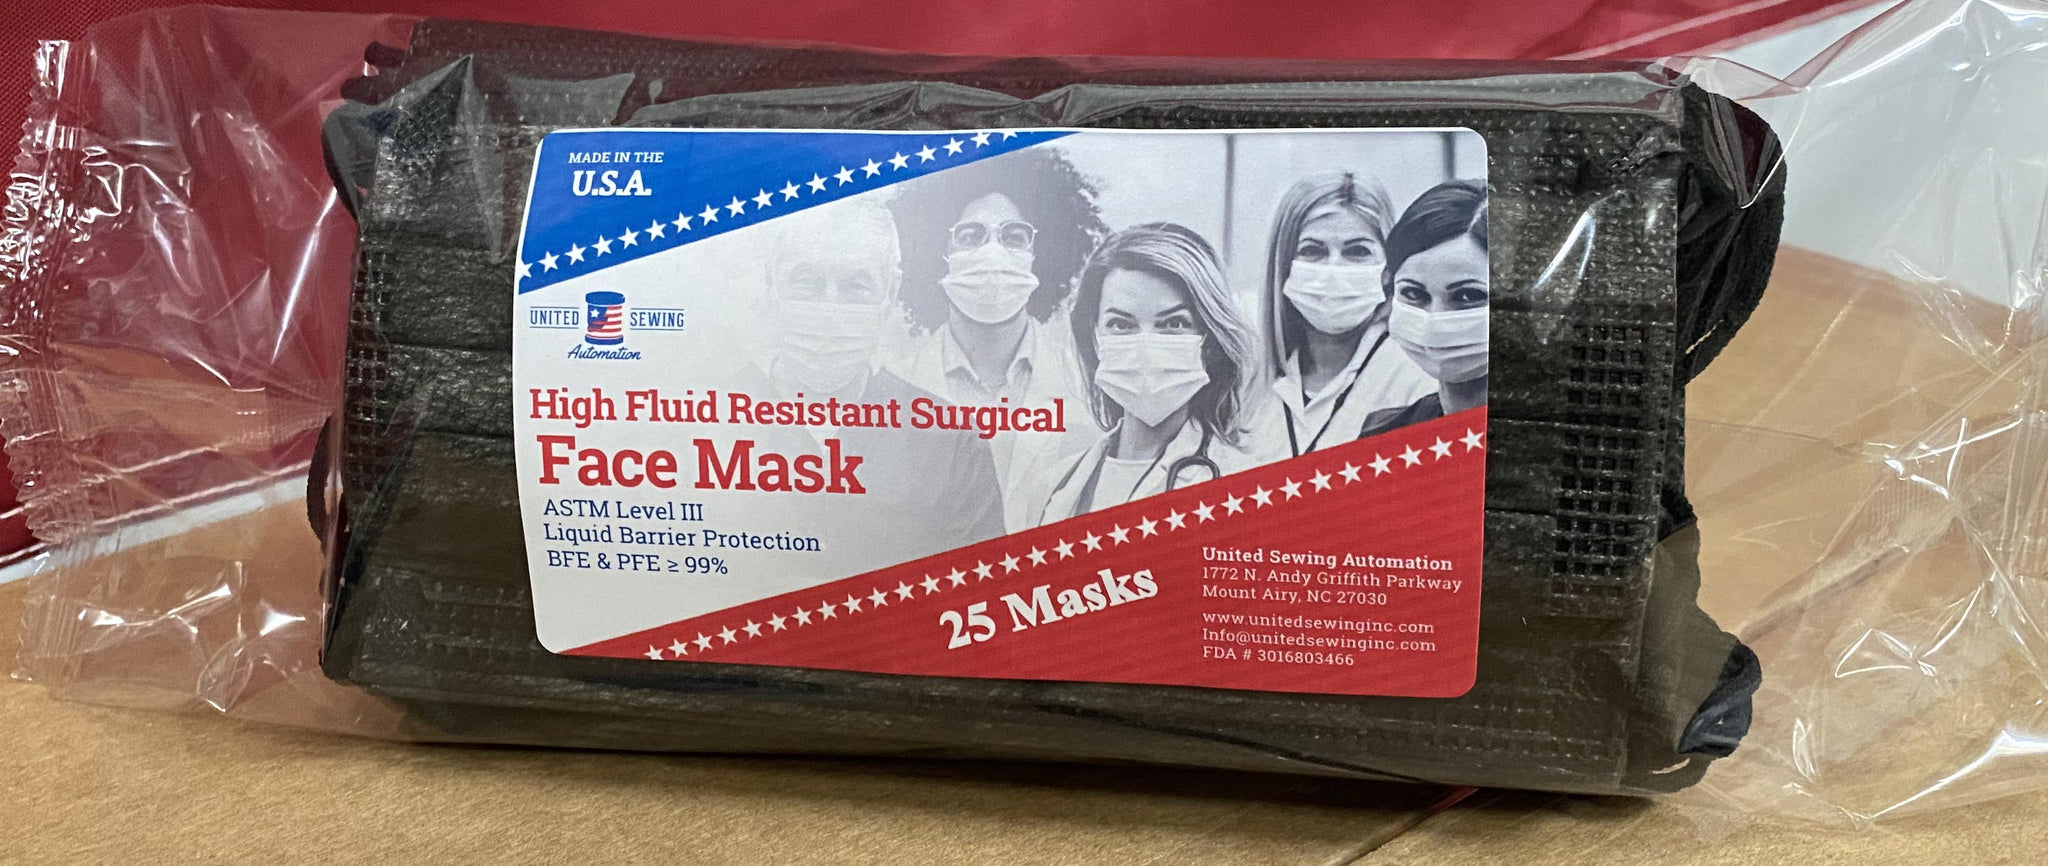 MADE IN THE
U.S.A.
UNITED SEWING
Automation
High Fluid Resistant Surgical
Face Mask
ASTM Level III
Liquid Barrier Protection
BFE & PFE ≥ 99%
25 Masks
United Sewing Automation
1772 N. Andy Griffith Parkway
Mount Airy, NC 27030
www.unitedsewinginc.com
Info@unitedsewinginc.com
FDA # 3016803466